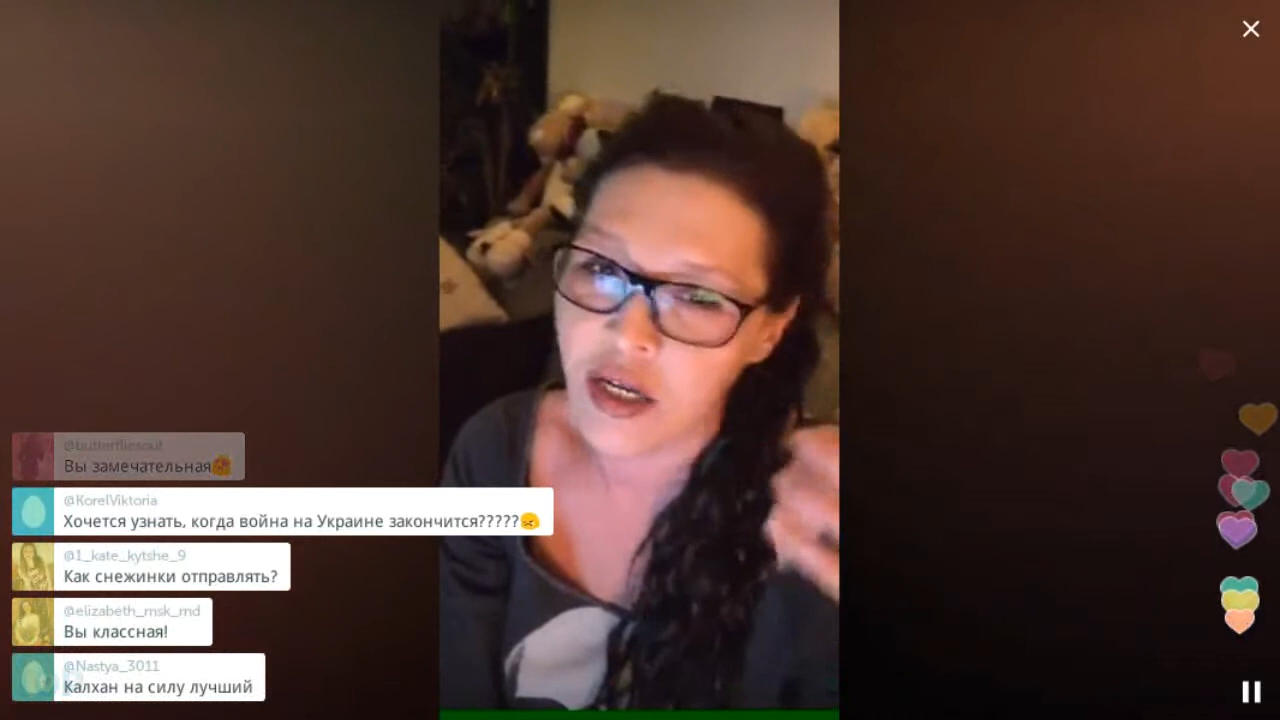 @butterfliesout
Вы замечательная
@KorelViktoria
Хочется узнать, когда война на Украине закончится?????
@1_kate_kytshe_9
Как снежинки отправлять?
@elizabeth_msk_rnd
Вы классная!
@Nastya_3011
Калхан на силу лучший